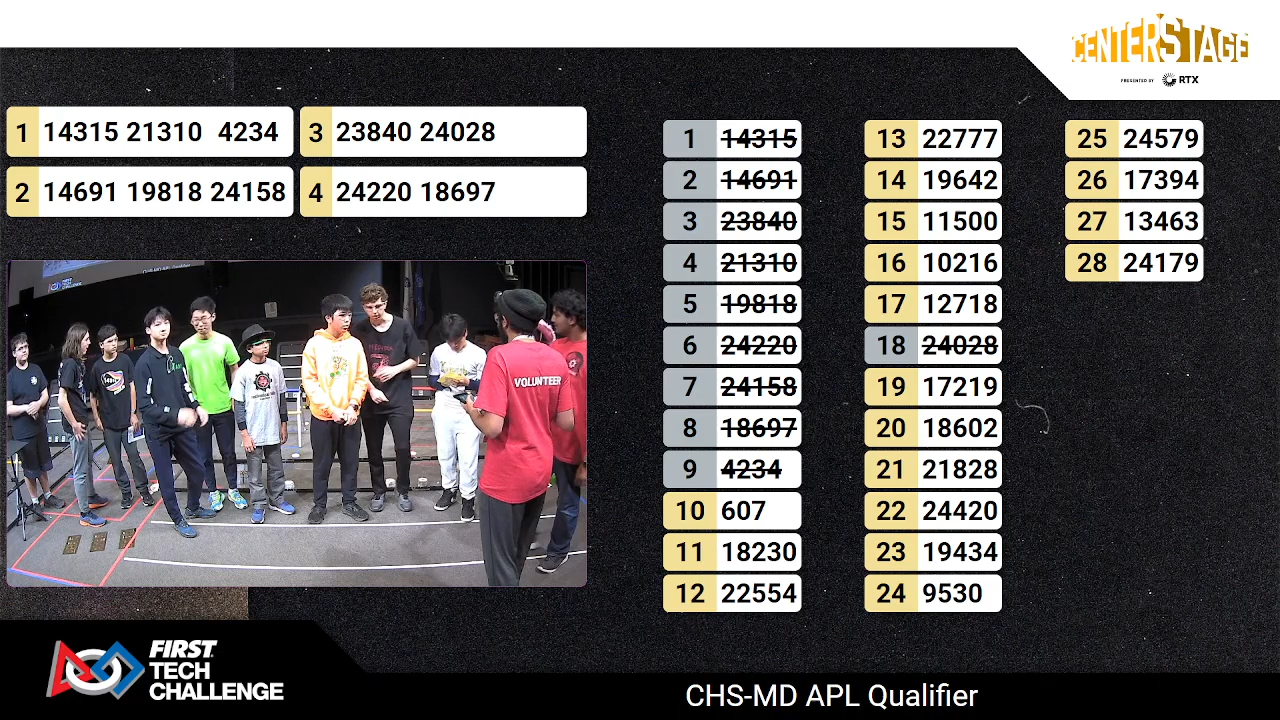 CENTERSTAGE
PRESENTED BY RTX
1 14315 21310 4234
2 14691 19818 24158
3 23840 24028
4 24220 18697
VOLUNTEER
1 14315
2 14691
3 23840
4 21310
5 19818
6 24220
7 24158
8 18697
9 4234
10 607
11 18230
12 22554
13 22777
14 19642
15 11500
16 10216
17 12718
18 24028
19 17219
20 18602
21 21828
22 24420
23 19434
24 9530
25 24579
26 17394
27 13463
28 24179
FIRST
TECH
CHALLENGE
CHS-MD APL Qualifier